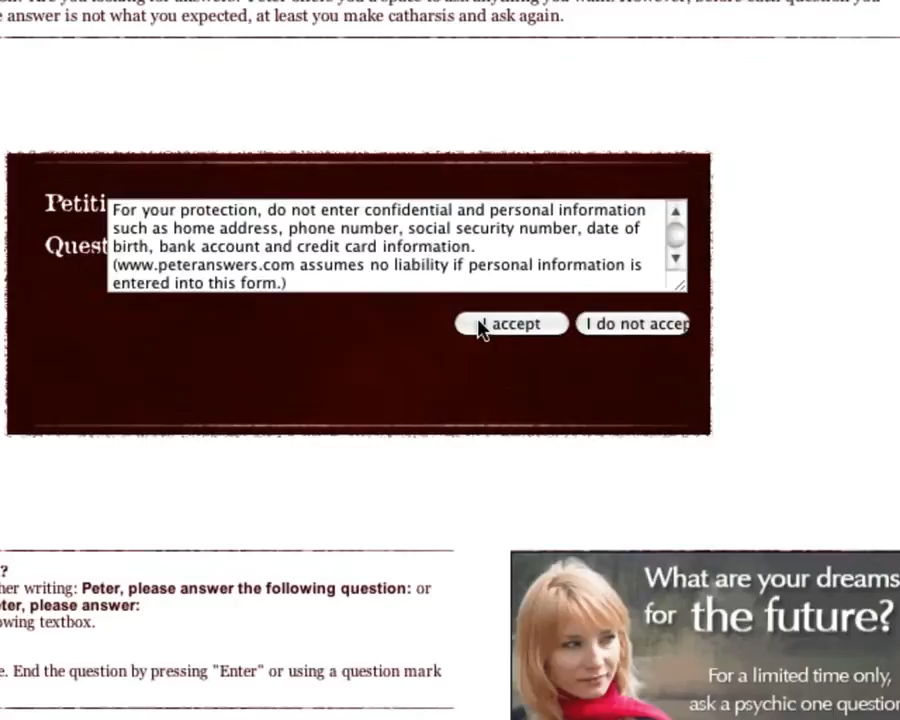 e answer is not what you expected, at least you make catharsis and ask again.
Petiti
For your protection, do not enter confidential and personal information
such as home address, phone number, social security number, date of
Quest
birth, bank account and credit card information.
(www.peteranswers.com assumes no liability if personal information is
entered into this form.)
I accept
I do not accep
?
her writing: Peter, please answer the following question: or
ter, please answer:
owing textbox.
e. End the question by pressing "Enter" or using a question mark
What are your dreams
for the future?
For a limited time only,
ask a psychic one question